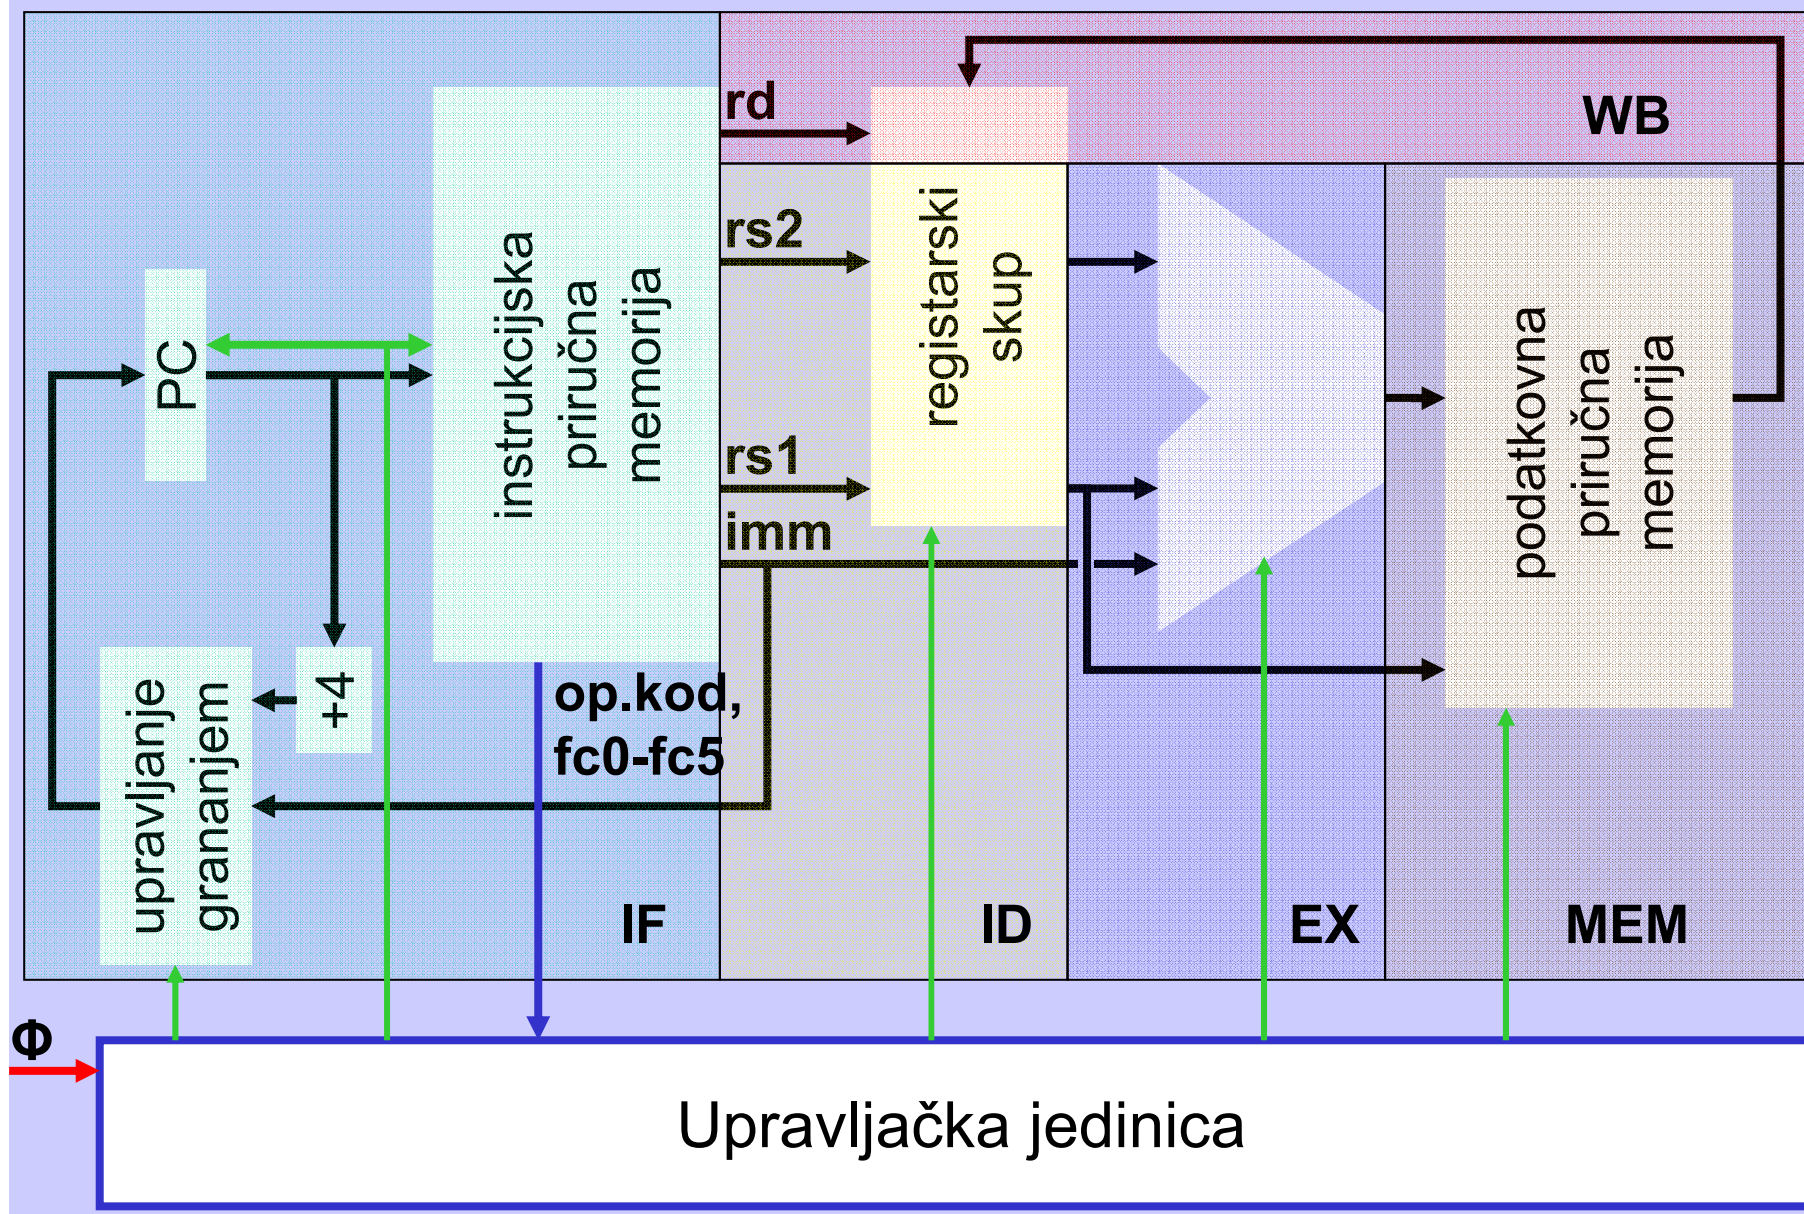 rd
WB
rs2
registarski
skup
instrukcijska
priručna
memorija
PC
podatkovna
priručna
memorija
rs1
imm
+4
upravljanje
grananjem
op.kod,
fc0-fc5
IF
ID
EX
MEM
Φ
Upravljačka jedinica